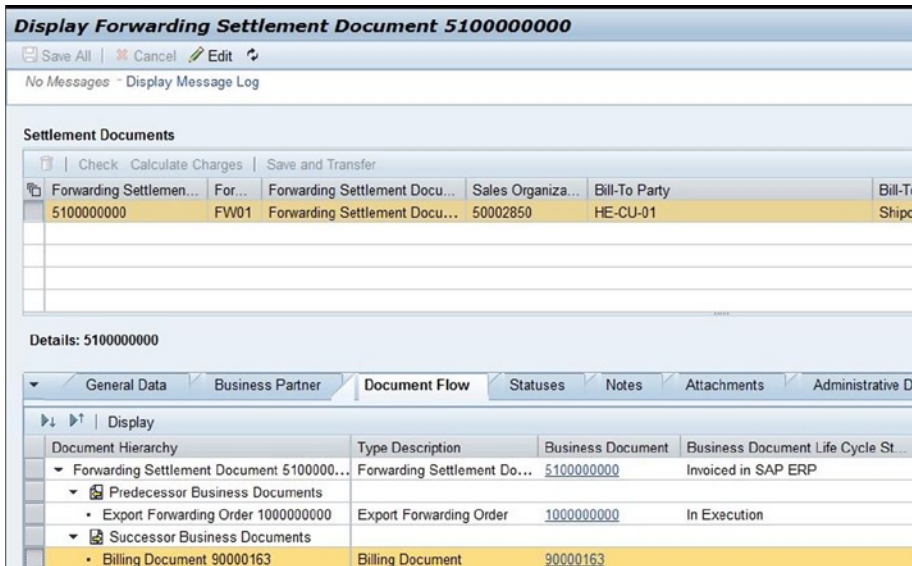 Display Forwarding Settlement Document 5100000000
Save All | Cancel Edit
No Messages - Display Message Log
Settlement Documents
Check Calculate Charges | Save and Transfer
Forwarding Settlemen... For... Forwarding Settlement Docu... Sales Organiza... Bill-To Party Bill-T
5100000000 FW01 Forwarding Settlement Docu... 50002850 HE-CU-01 Shipp
Details: 5100000000
General Data Business Partner Document Flow Statuses Notes Attachments Administrative D
Display
Document Hierarchy Type Description Business Document Business Document Life Cycle St...
Forwarding Settlement Document 5100000... Forwarding Settlement Do... 5100000000 Invoiced in SAP ERP
Predecessor Business Documents
Export Forwarding Order 1000000000 Export Forwarding Order 1000000000 In Execution
Successor Business Documents
Billing Document 90000163 Billing Document 90000163